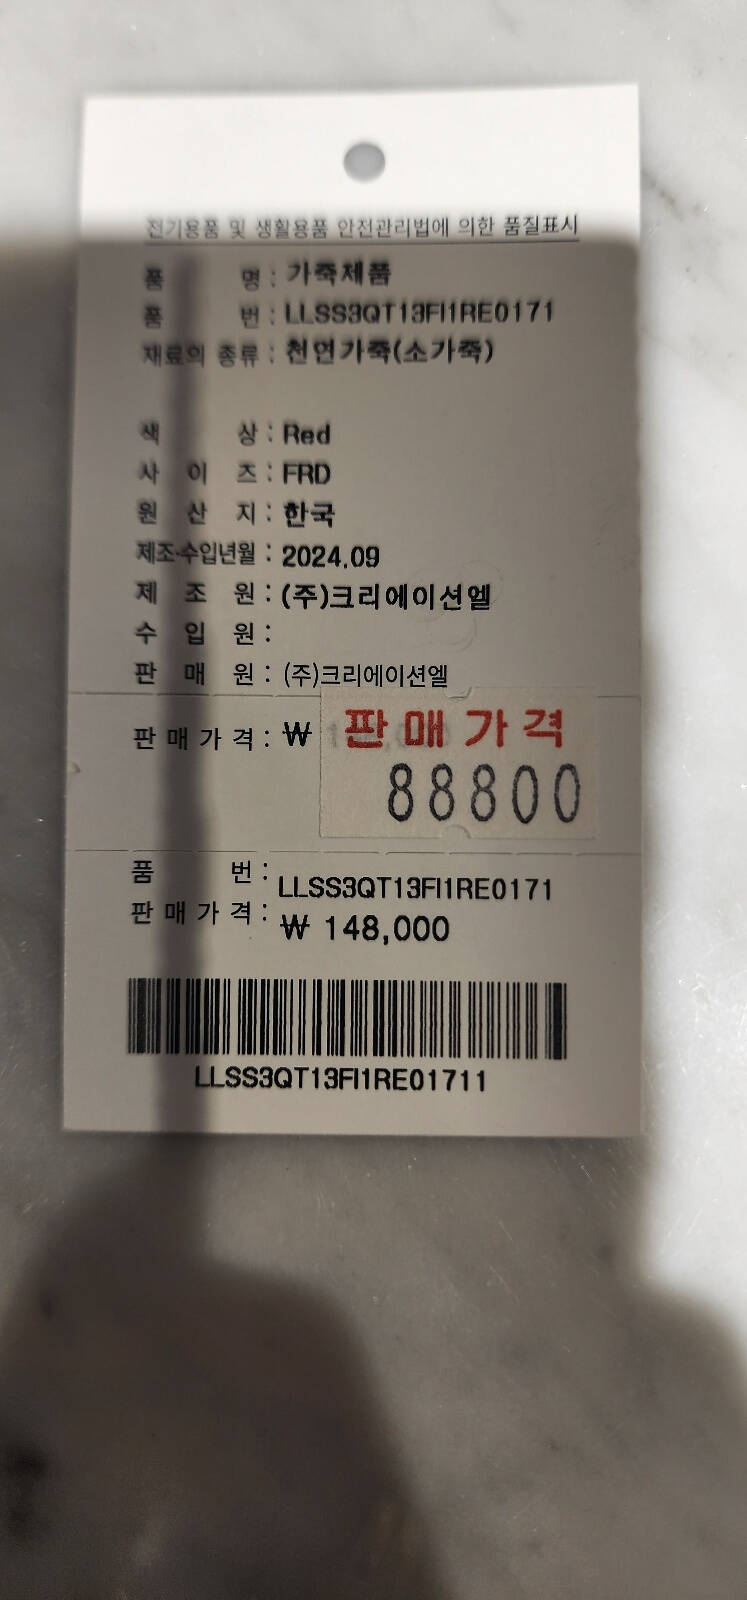 전기용품 및 생활용품 안전관리법에 의한 품질표시
품 명 : 가죽제품
품 번 : LLSS3QT13FI1RE0171
재료의 종류 : 천연가죽(소가죽)
색 상 : Red
사 이 즈 : FRD
원 산 지 : 한국
제조·수입년월 : 2024.09
제 조 원 : (주)크리에이션엘
수 입 원 :
판 매 원 : (주)크리에이션엘
판 매 가 격 : ₩ 판매가격
88800
품 번 : LLSS3QT13FI1RE0171
판 매 가 격 : ₩ 148,000
LLSS3QT13FI1RE01711